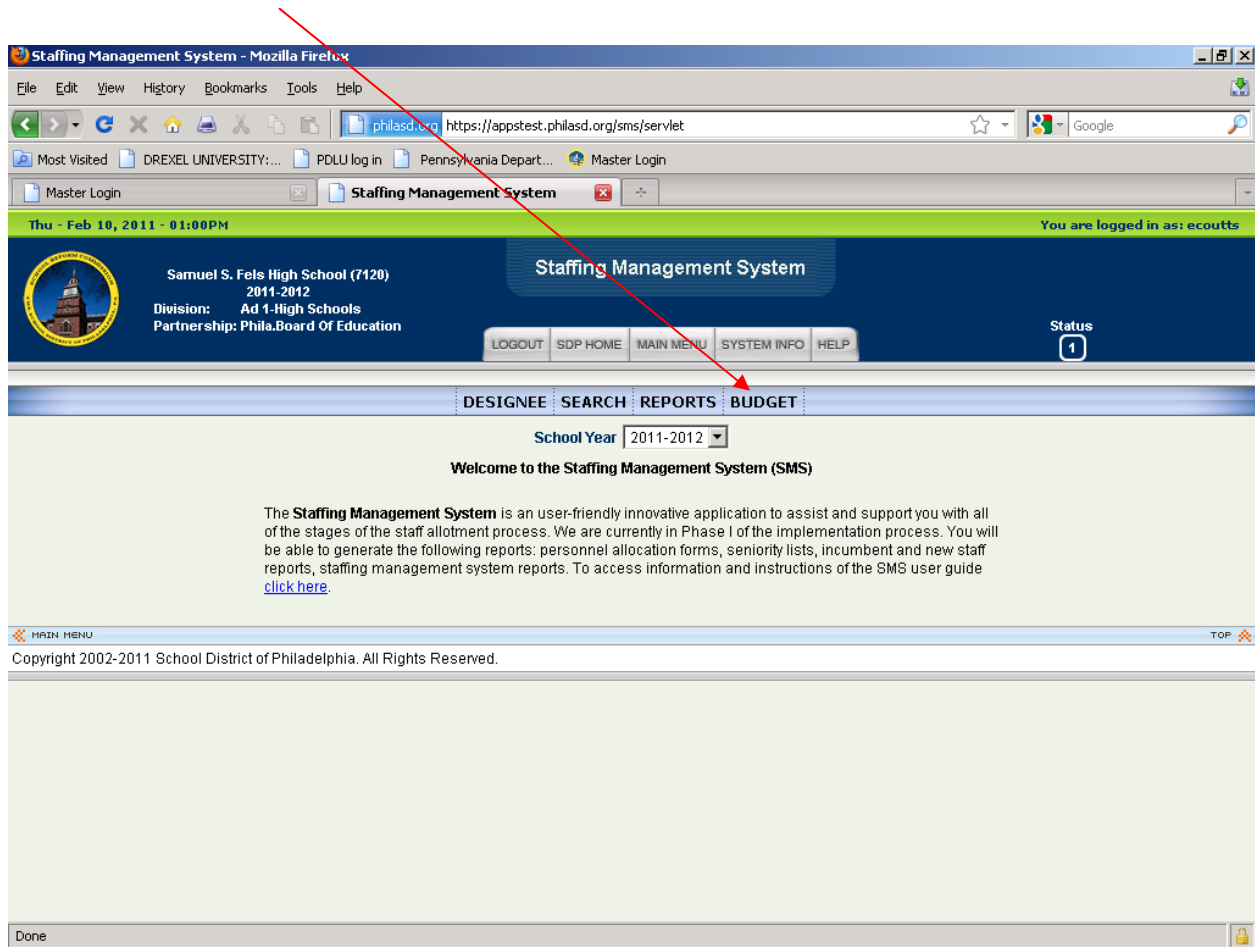 Staffing Management System - Mozilla Firefox
File Edit View History Bookmarks Tools Help
philasd.org https://appstest.philasd.org/sms/servlet Google
Most Visited DREXEL UNIVERSITY:... PDLU log in Pennsylvania Depart... Master Login
Master Login Staffing Management System
Thu - Feb 10, 2011 - 01:00PM You are logged in as: ecoutts
Samuel S. Fels High School (7120)
2011-2012
Division: Ad 1-High Schools
Partnership: Phila.Board Of Education
Staffing Management System
LOGOUT SDP HOME MAIN MENU SYSTEM INFO HELP
Status
1
DESIGNEE SEARCH REPORTS BUDGET
School Year 2011-2012
Welcome to the Staffing Management System (SMS)
The Staffing Management System is an user-friendly innovative application to assist and support you with all
of the stages of the staff allotment process. We are currently in Phase I of the implementation process. You will
be able to generate the following reports: personnel allocation forms, seniority lists, incumbent and new staff
reports, staffing management system reports. To access information and instructions of the SMS user guide
click here.
MAIN MENU TOP
Copyright 2002-2011 School District of Philadelphia. All Rights Reserved.
Done